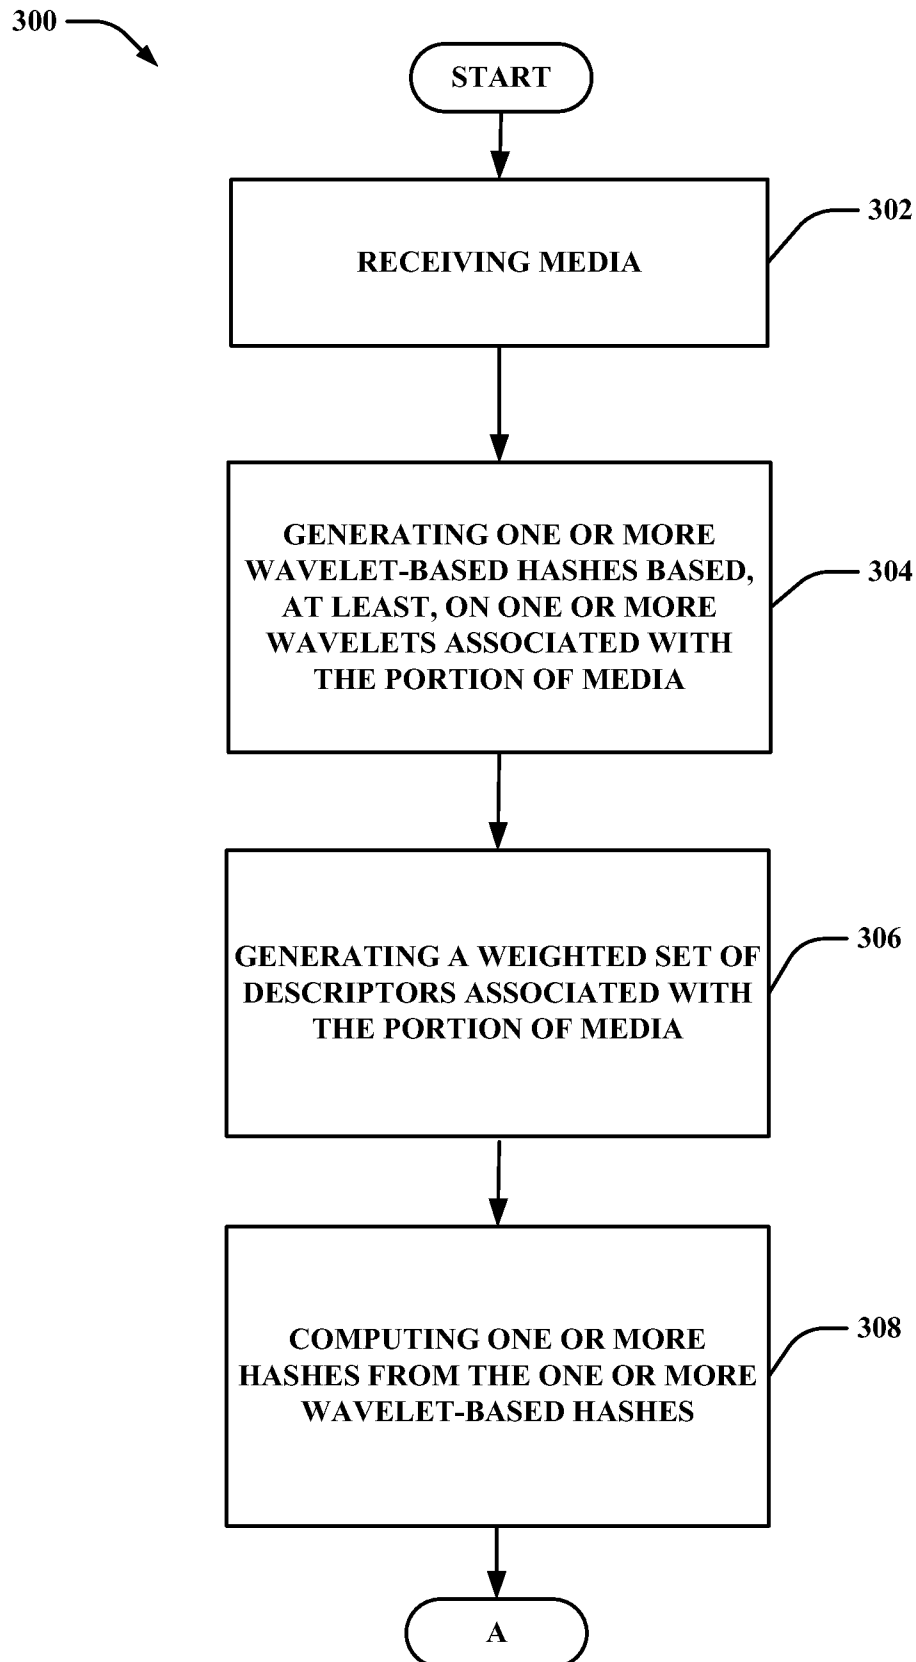 300
START
RECEIVING MEDIA
302
GENERATING ONE OR MORE
WAVELET-BASED HASHES BASED,
AT LEAST, ON ONE OR MORE
WAVELETS ASSOCIATED WITH
THE PORTION OF MEDIA
304
GENERATING A WEIGHTED SET OF
DESCRIPTORS ASSOCIATED WITH
THE PORTION OF MEDIA
306
COMPUTING ONE OR MORE
HASHES FROM THE ONE OR MORE
WAVELET-BASED HASHES
308
A